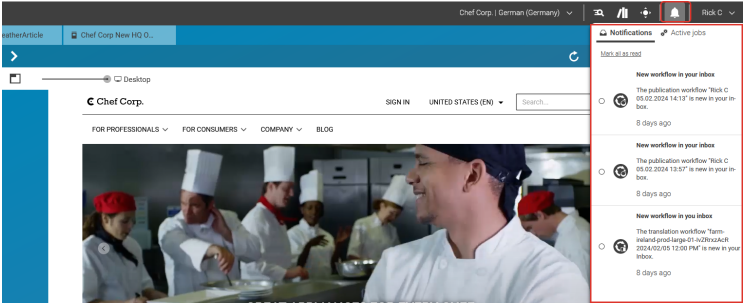 Chef Corp. | German (Germany)
Rick C
eatherArticle
Chef Corp New HQ O...
Notifications
Active jobs
Mark all as read
Desktop
Chef Corp.
SIGN IN
UNITED STATES (EN)
Search...
FOR PROFESSIONALS
FOR CONSUMERS
COMPANY
BLOG
New workflow in your inbox
The publication workflow "Rick C
05.02.2024 14:13" is new in your in-
box.
8 days ago
New workflow in your inbox
The publication workflow "Rick C
05.02.2024 13:57" is new in your in-
box.
8 days ago
New workflow in you inbox
The translation workflow "farm-
ireland-prod-large-01-IvZRrxzAcR
2024/02/05 12:00 PM" is new in your
Inbox.
8 days ago